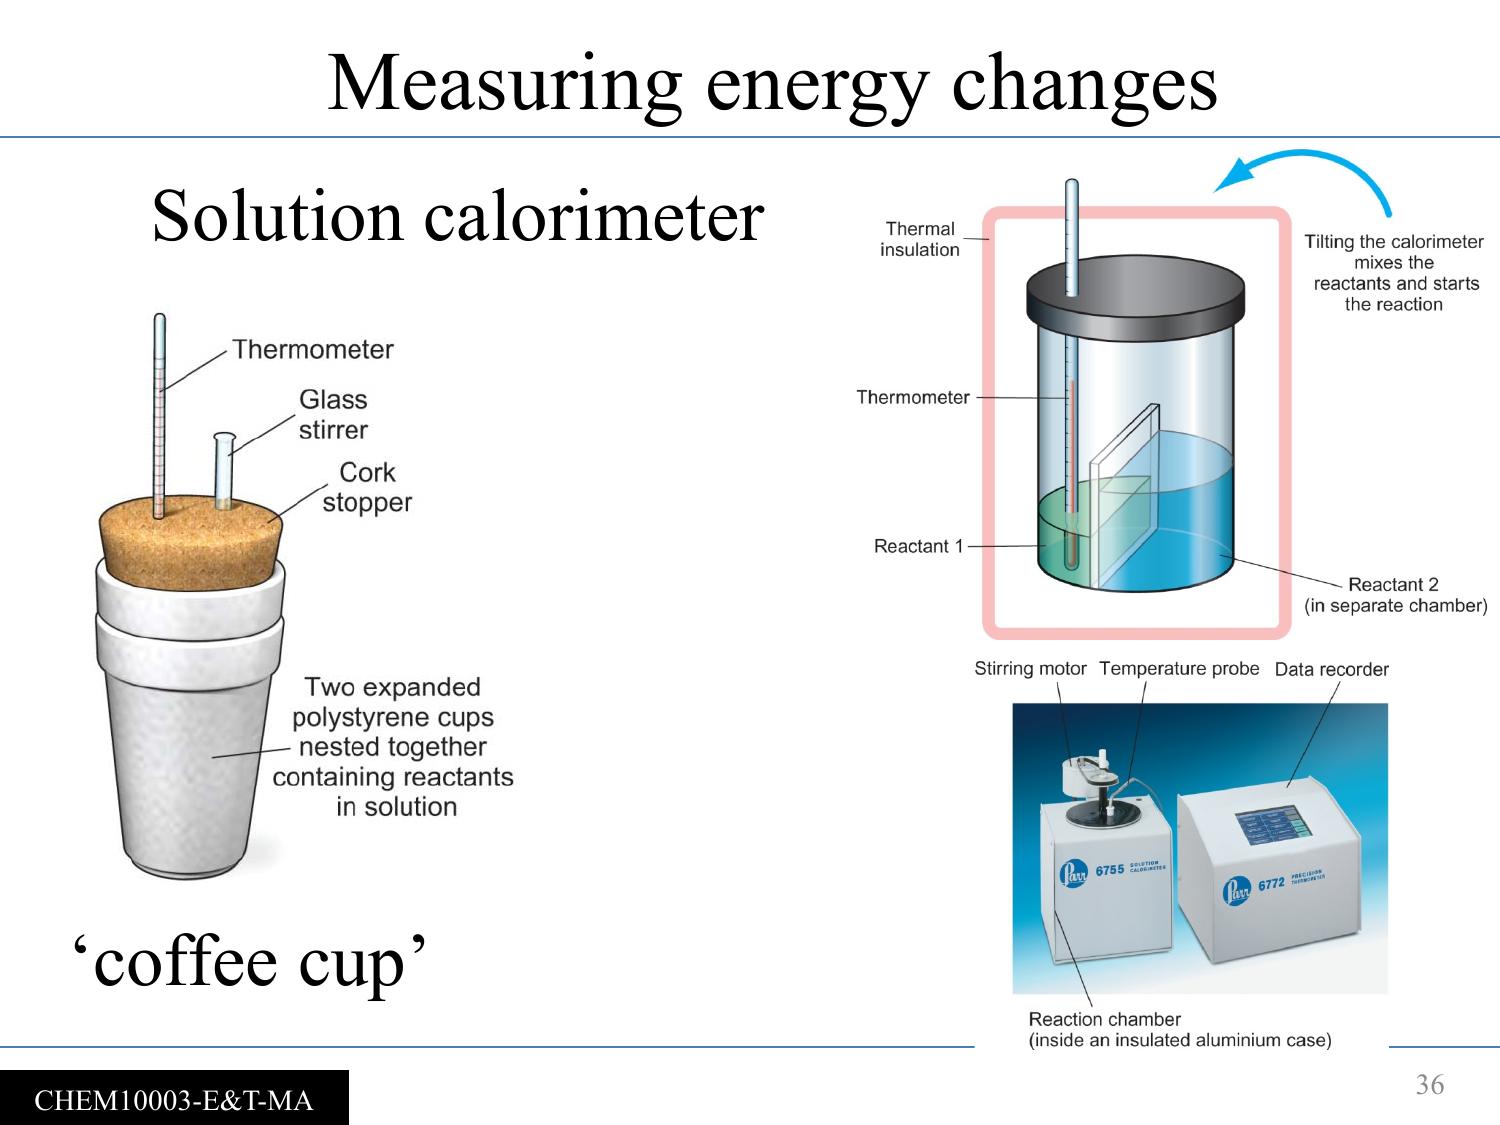 Measuring energy changes
Solution calorimeter
Thermometer
Glass
stirrer
Cork
stopper
Two expanded
polystyrene cups
nested together
containing reactants
in solution
‘coffee cup’
Thermal
insulation
Tilting the calorimeter
mixes the
reactants and starts
the reaction
Thermometer
Reactant 1
Reactant 2
(in separate chamber)
Stirring motor
Temperature probe
Data recorder
Parr
6755
SOLUTION
CALORIMETER
Parr
6772
PRECISION
THERMOMETER
Reaction chamber
(inside an insulated aluminium case)
CHEM10003-E&T-MA
36